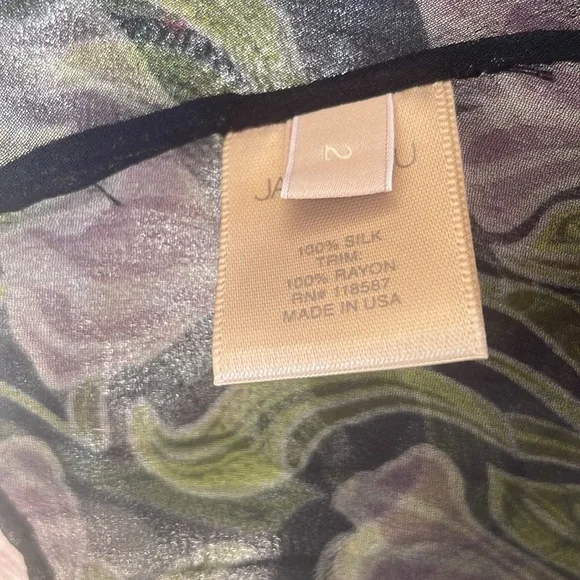 2
JA U
100% SILK
TRIM:
100% RAYON
RN# 118587
MADE IN USA